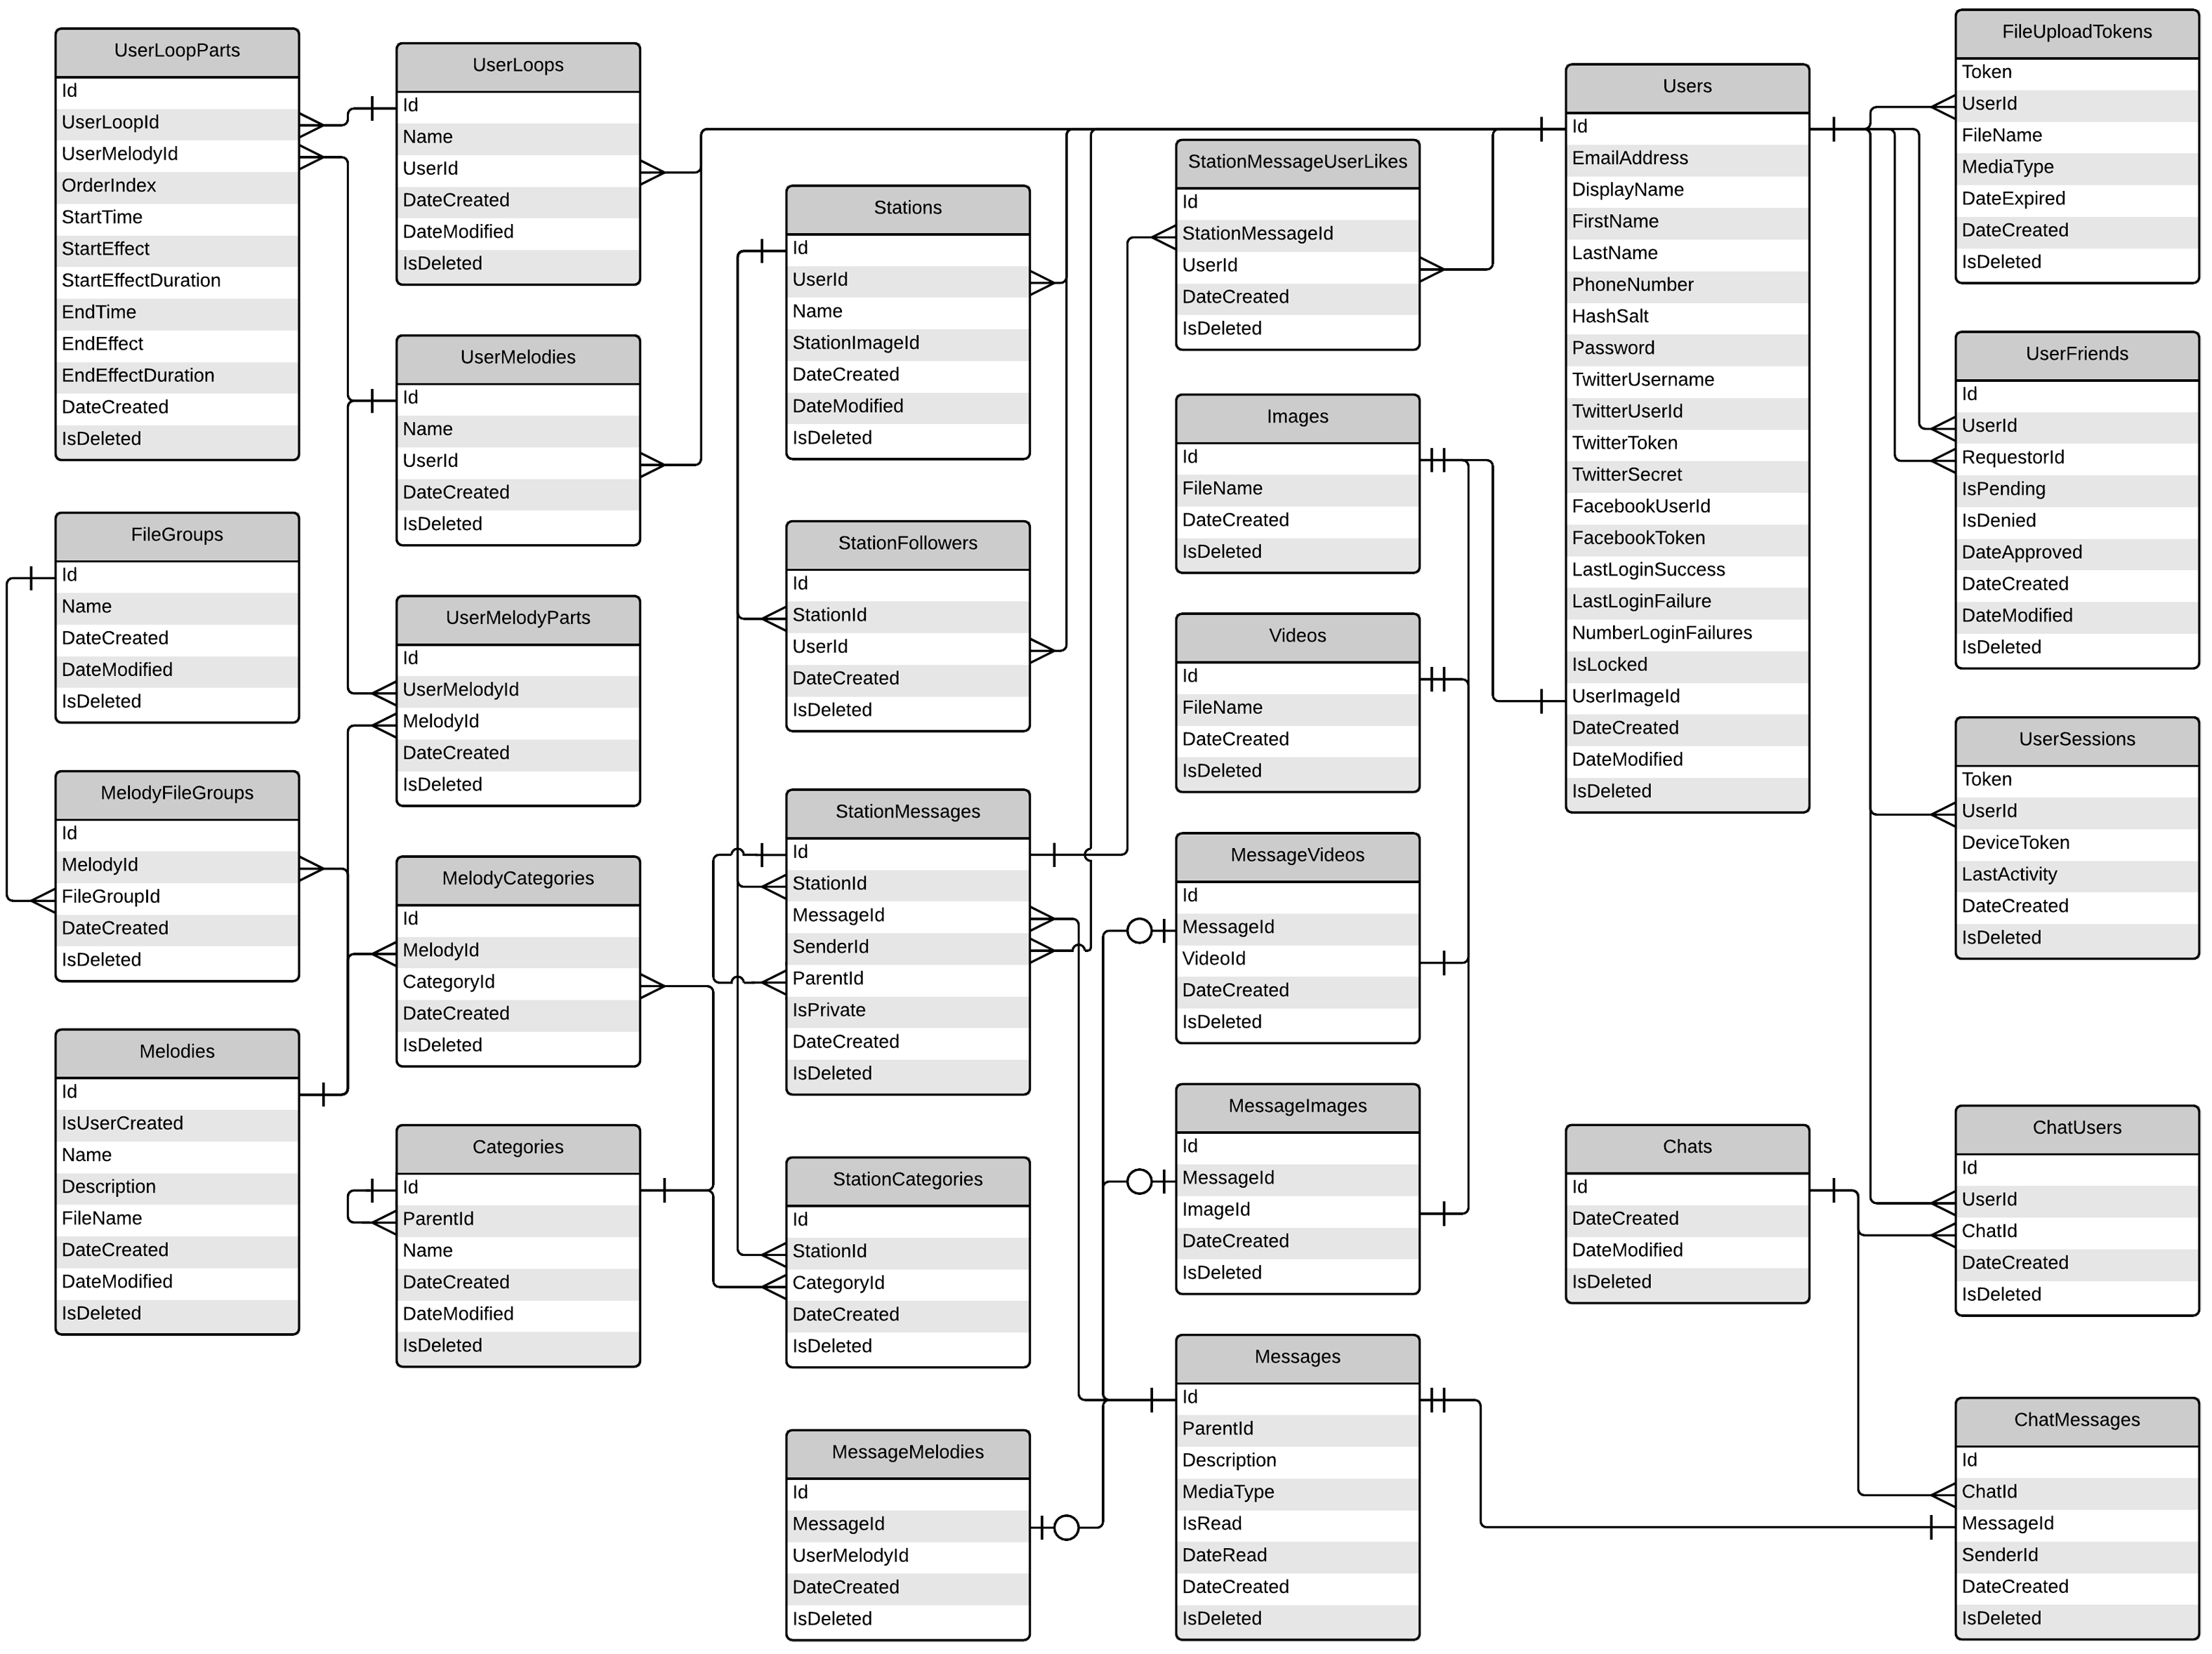 UserLoopParts
Id
UserLoopId
UserMelodyId
OrderIndex
StartTime
StartEffect
StartEffectDuration
EndTime
EndEffect
EndEffectDuration
DateCreated
IsDeleted
FileGroups
Id
Name
DateCreated
DateModified
IsDeleted
MelodyFileGroups
Id
MelodyId
FileGroupId
DateCreated
IsDeleted
Melodies
Id
IsUserCreated
Name
Description
FileName
DateCreated
DateModified
IsDeleted
UserLoops
Id
Name
UserId
DateCreated
DateModified
IsDeleted
UserMelodies
Id
Name
UserId
DateCreated
IsDeleted
UserMelodyParts
Id
UserMelodyId
MelodyId
DateCreated
IsDeleted
MelodyCategories
Id
MelodyId
CategoryId
DateCreated
IsDeleted
Categories
Id
ParentId
Name
DateCreated
DateModified
IsDeleted
Stations
Id
UserId
Name
StationImageId
DateCreated
DateModified
IsDeleted
StationFollowers
Id
StationId
UserId
DateCreated
IsDeleted
StationMessages
Id
StationId
MessageId
SenderId
ParentId
IsPrivate
DateCreated
IsDeleted
StationCategories
Id
StationId
CategoryId
DateCreated
IsDeleted
MessageMelodies
Id
MessageId
UserMelodyId
DateCreated
IsDeleted
StationMessageUserLikes
Id
StationMessageId
UserId
DateCreated
IsDeleted
Images
Id
FileName
DateCreated
IsDeleted
Videos
Id
FileName
DateCreated
IsDeleted
MessageVideos
Id
MessageId
VideoId
DateCreated
IsDeleted
MessageImages
Id
MessageId
ImageId
DateCreated
IsDeleted
Messages
Id
ParentId
Description
MediaType
IsRead
DateRead
DateCreated
IsDeleted
Users
Id
EmailAddress
DisplayName
FirstName
LastName
PhoneNumber
HashSalt
Password
TwitterUsername
TwitterUserId
TwitterToken
TwitterSecret
FacebookUserId
FacebookToken
LastLoginSuccess
LastLoginFailure
NumberLoginFailures
IsLocked
UserImageId
DateCreated
DateModified
IsDeleted
Chats
Id
DateCreated
DateModified
IsDeleted
FileUploadTokens
Token
UserId
FileName
MediaType
DateExpired
DateCreated
IsDeleted
UserFriends
Id
UserId
RequestorId
IsPending
IsDenied
DateApproved
DateCreated
DateModified
IsDeleted
UserSessions
Token
UserId
DeviceToken
LastActivity
DateCreated
IsDeleted
ChatUsers
Id
UserId
ChatId
DateCreated
IsDeleted
ChatMessages
Id
ChatId
MessageId
SenderId
DateCreated
IsDeleted